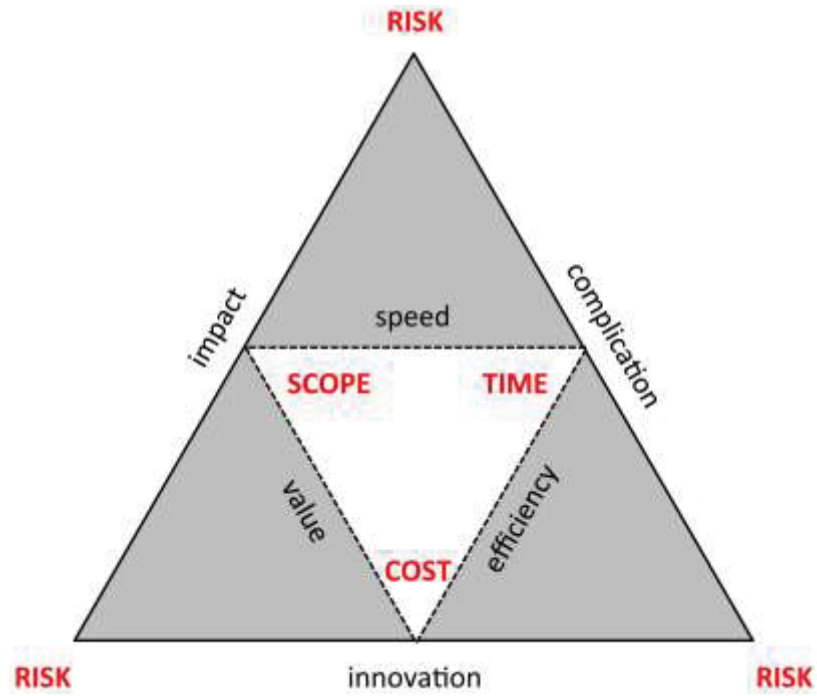 RISK
impact
complication
speed
SCOPE
TIME
value
efficiency
COST
RISK
innovation
RISK